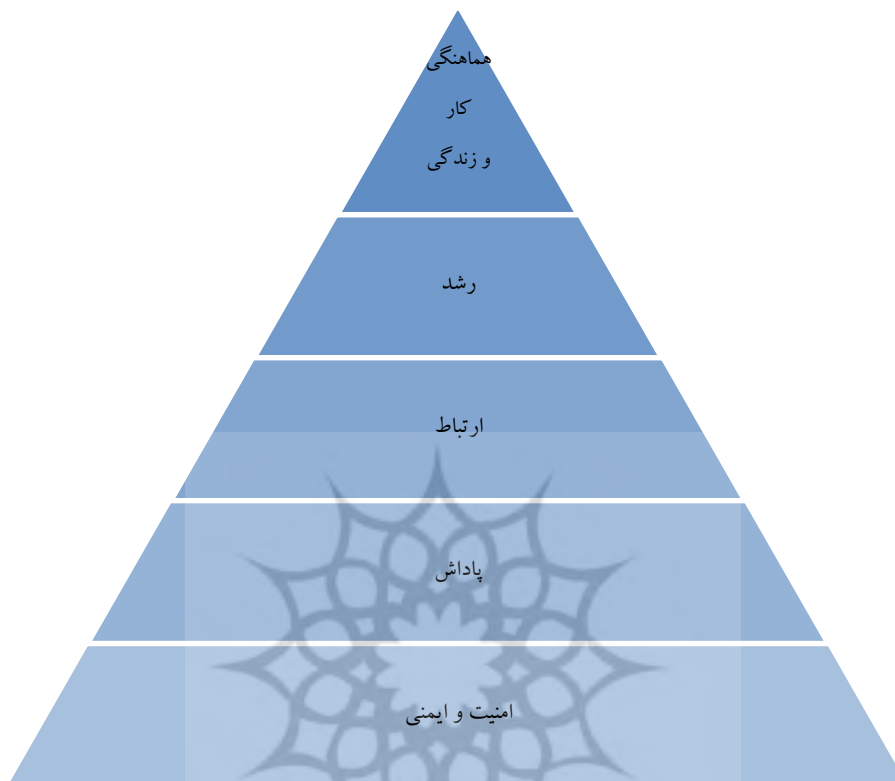 هماهنگی
کار
و زندگی
رشد
ارتباط
پاداش
امنیت و ایمنی